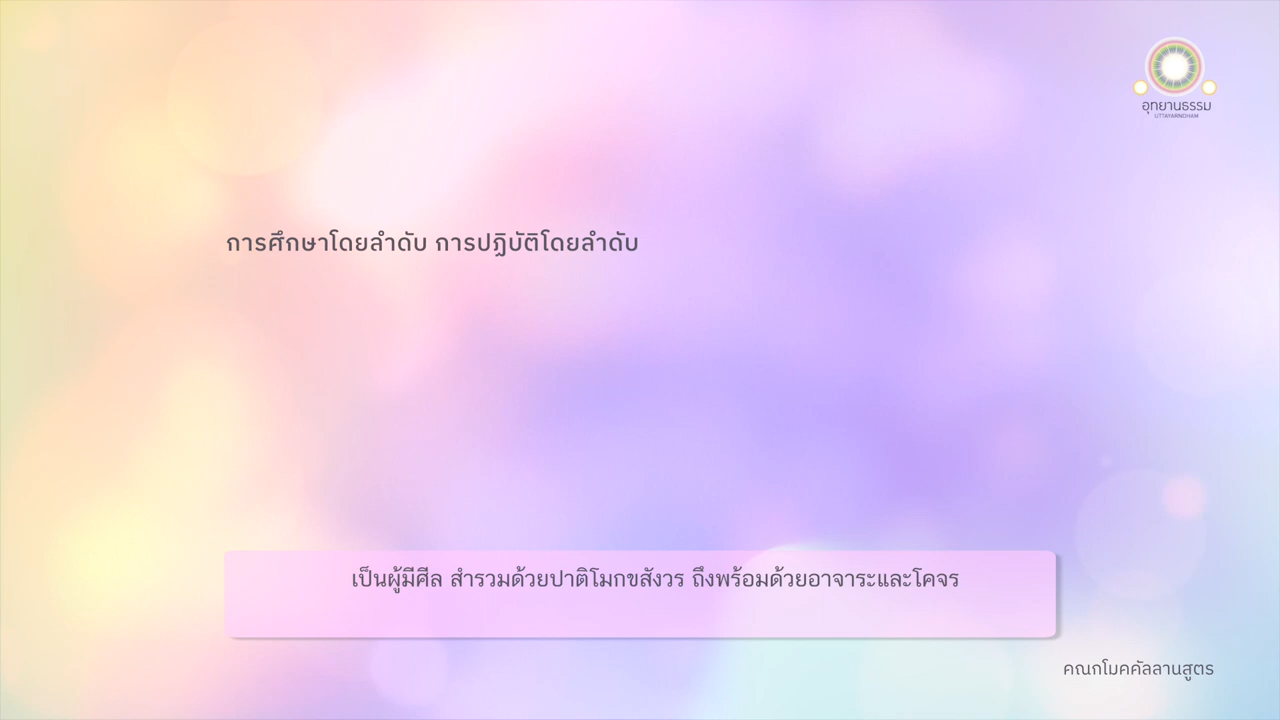 อุทยานธรรม
UTTAYARNDHAM
การศึกษาโดยลำดับ การปฏิบัติโดยลำดับ
เป็นผู้มีศีล สำรวมด้วยปาติโมกขสังวร ถึงพร้อมด้วยอาจาระและโคจร
คณกโมคคัลลานสูตร